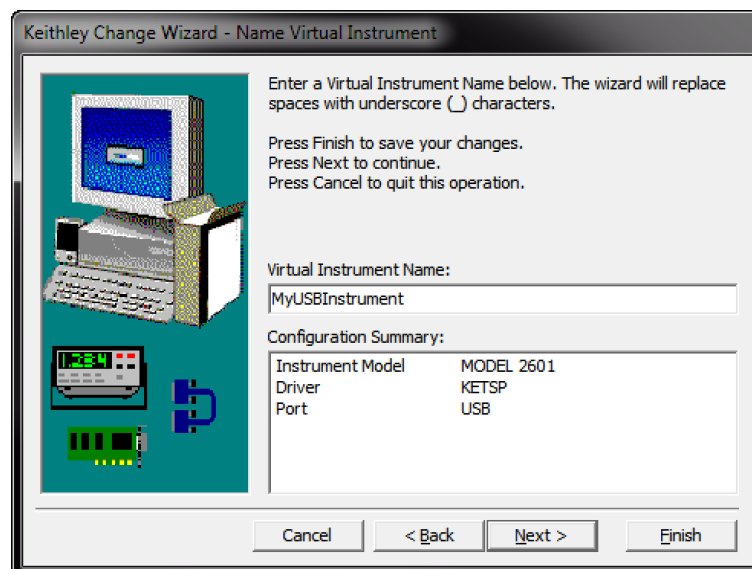 Keithley Change Wizard - Name Virtual Instrument
Enter a Virtual Instrument Name below. The wizard will replace
spaces with underscore (_) characters.
Press Finish to save your changes.
Press Next to continue.
Press Cancel to quit this operation.
Virtual Instrument Name:
MyUSBInstrument
Configuration Summary:
Instrument Model MODEL 2601
Driver KETSP
Port USB
1.234
Cancel < Back Next > Finish